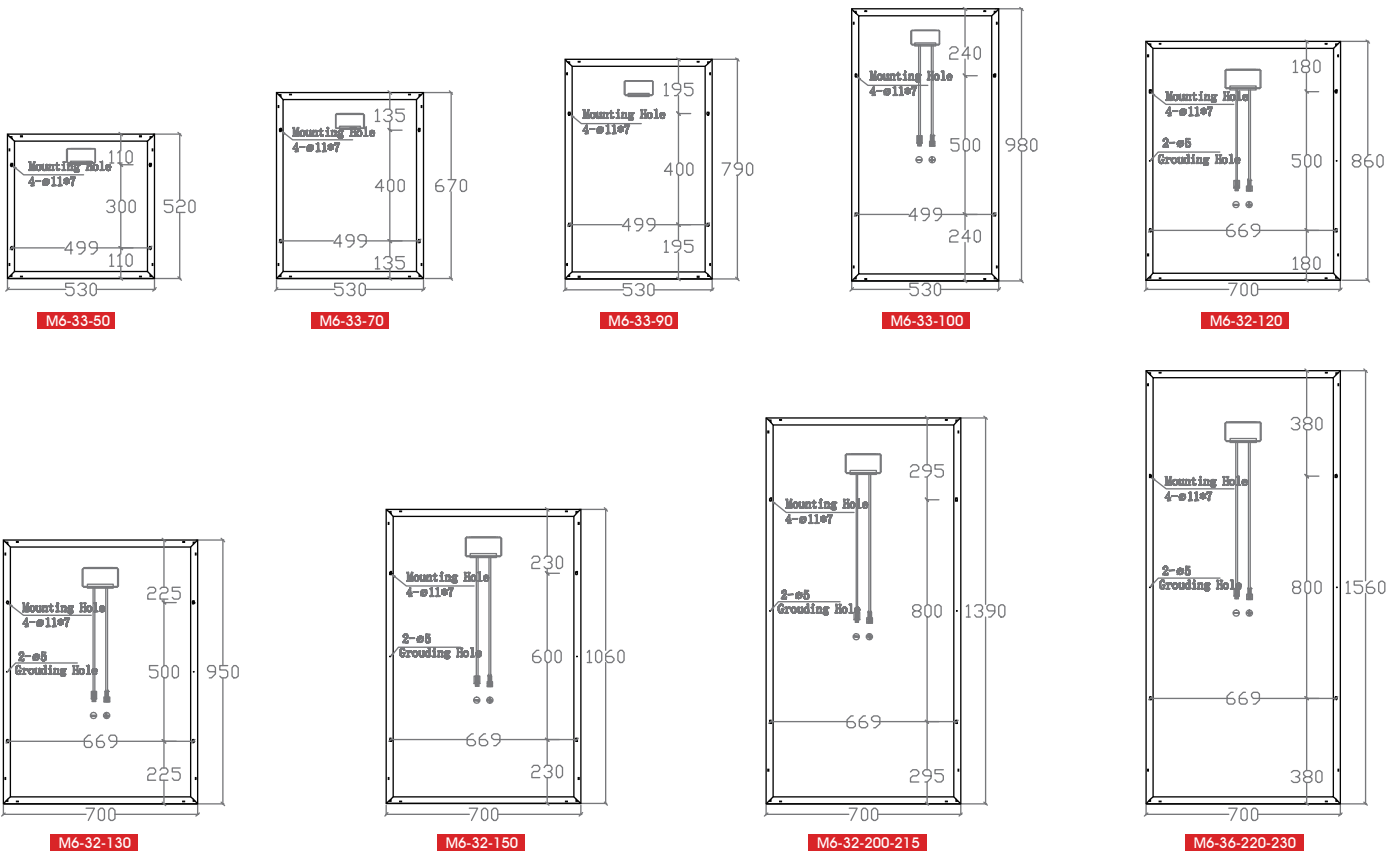 110
Mounting Hole
4-ø11*7
300
520
499
110
530
M6-33-50
135
Mounting Hole
4-ø11*7
400
670
499
135
530
M6-33-70
195
Mounting Hole
4-ø11*7
400
790
499
195
530
M6-33-90
240
Mounting Hole
4-ø11*7
500
980
499
240
530
M6-33-100
180
Mounting Hole
4-ø11*7
2-ø5
Grouding Hole
500
860
669
180
700
M6-32-120
225
Mounting Hole
4-ø11*7
2-ø5
Grouding Hole
500
950
669
225
700
M6-32-130
230
Mounting Hole
4-ø11*7
2-ø5
Grouding Hole
600
1060
669
230
700
M6-32-150
295
Mounting Hole
4-ø11*7
2-ø5
Grouding Hole
800
1390
669
295
700
M6-32-200-215
380
Mounting Hole
4-ø11*7
2-ø5
Grouding Hole
800
1560
669
380
700
M6-36-220-230